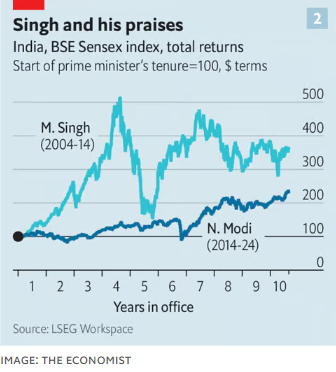 2
Singh and his praises
India, BSE Sensex index, total returns
Start of prime minister's tenure=100, $ terms
500
400
300
200
100
0
M. Singh
(2004-14)
N. Modi
(2014-24)
1 2 3 4 5 6 7 8 9 10
Years in office
Source: LSEG Workspace
IMAGE: THE ECONOMIST